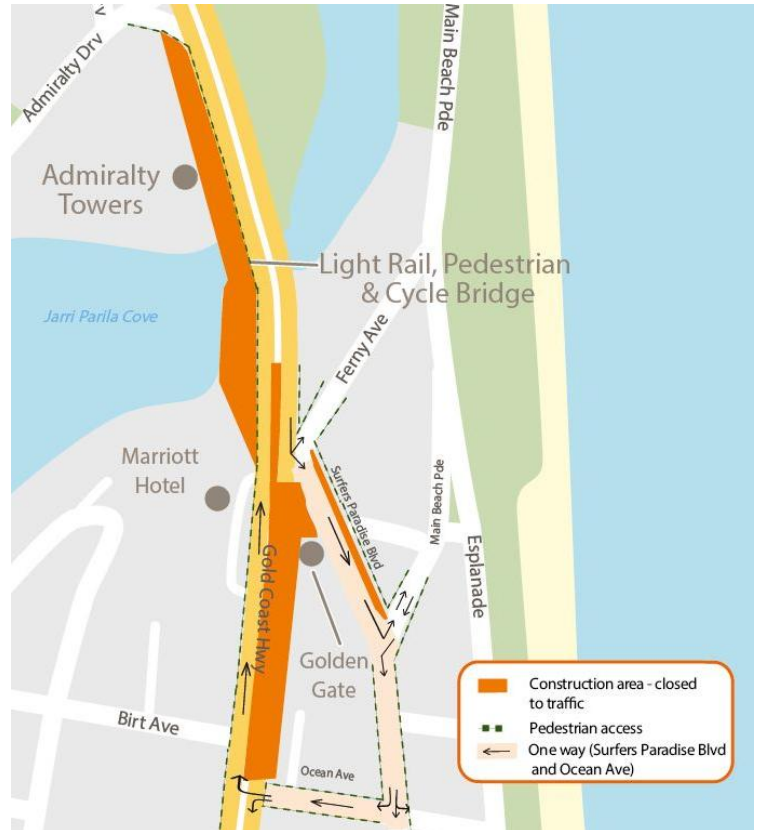 Admiralty Drv
Main Beach Pde
Admiralty
Towers
Light Rail, Pedestrian
& Cycle Bridge
Jarri Parila Cove
Ferny Ave
Marriott
Hotel
Surfers Paradise Blvd
Main Beach Pde
Esplanade
Gold Coast Hwy
Golden
Gate
Birt Ave
Ocean Ave
Construction area - closed
to traffic
Pedestrian access
One way (Surfers Paradise Blvd
and Ocean Ave)